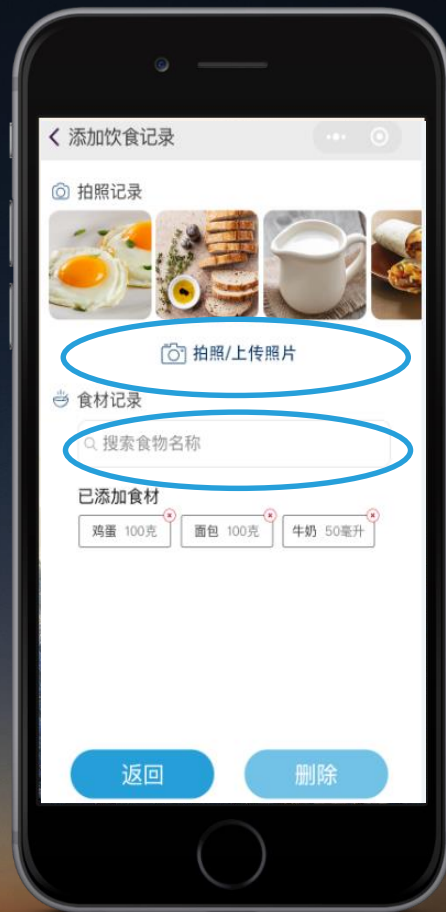 添加饮食记录
拍照记录
拍照/上传照片
食材记录
搜索食物名称
已添加食材
鸡蛋 100克 面包 100克 牛奶 50毫升
返回 删除